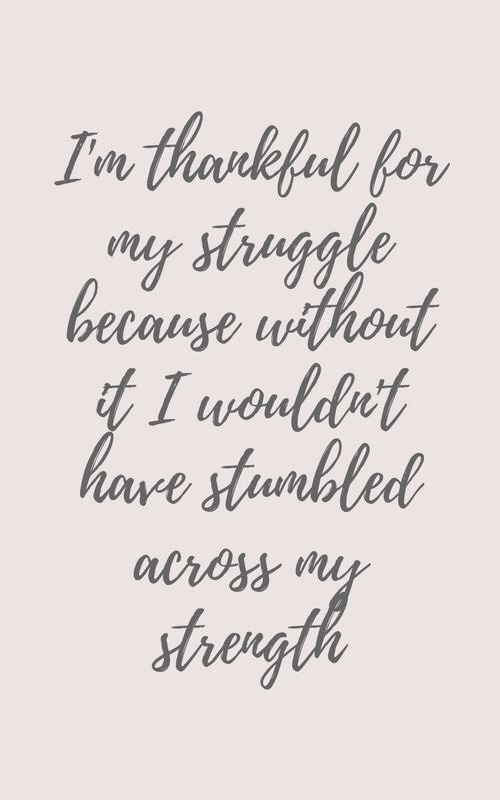 I'm thankful for
my struggle
because without
it I wouldn't
have stumbled
across my
strength